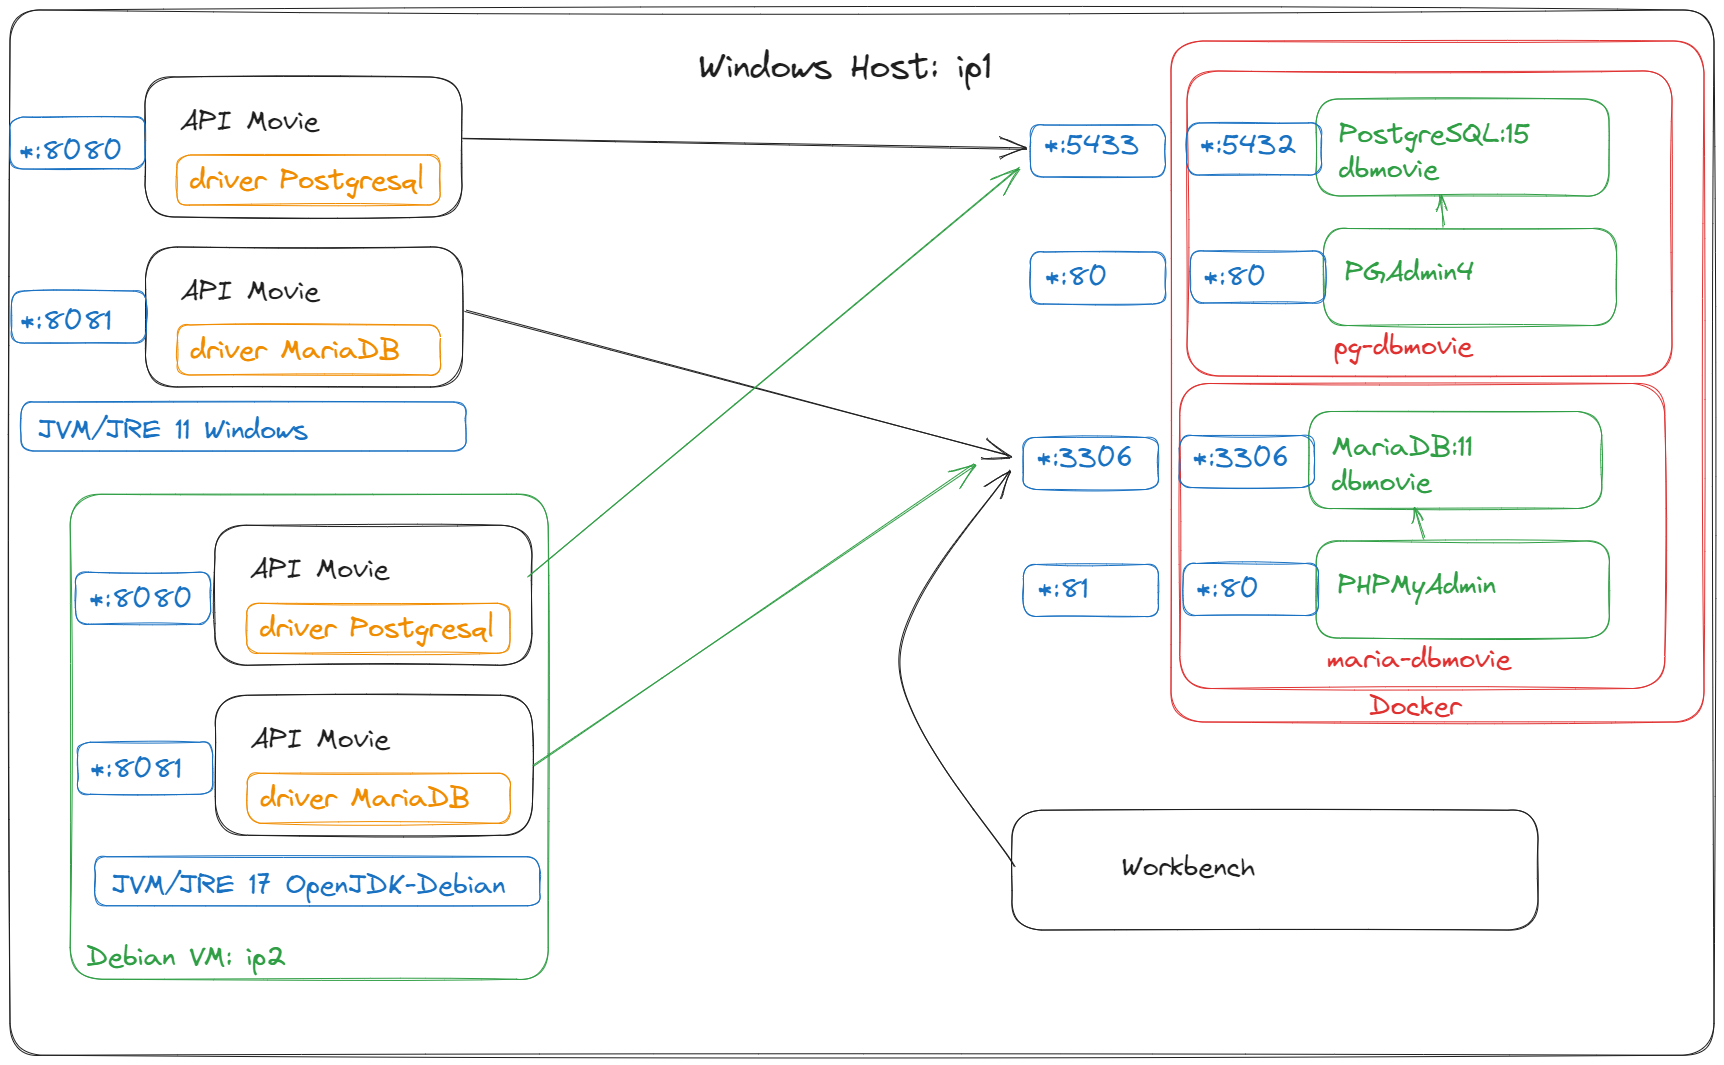 Windows Host: ip1
*:8080
API Movie
driver Postgresql
*:8081
API Movie
driver MariaDB
JVM/JRE 11 Windows
*:8080
API Movie
driver Postgresql
*:8081
API Movie
driver MariaDB
JVM/JRE 17 OpenJDK-Debian
Debian VM: ip2
*:5433
*:5432
PostgreSQL:15
dbmovie
*:80
*:80
PGAdmin4
pg-dbmovie
*:3306
*:3306
MariaDB:11
dbmovie
*:81
*:80
PHPMyAdmin
maria-dbmovie
Docker
Workbench